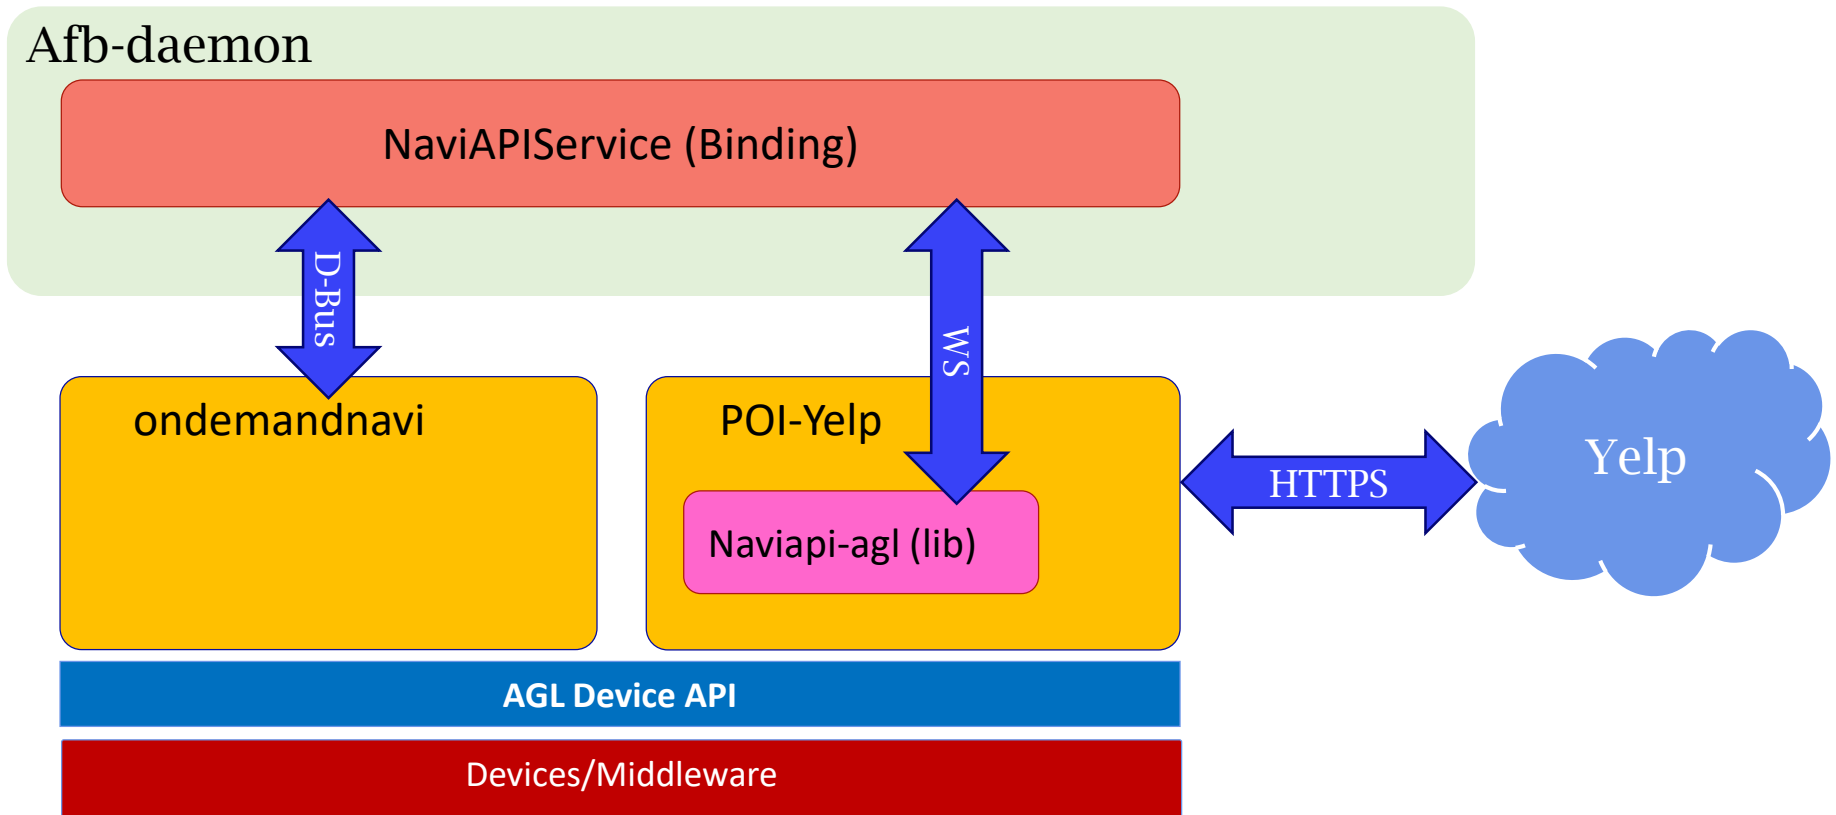 Afb-daemon
NaviAPIService (Binding)
D-Bus
WS
ondemandnavi
POI-Yelp
Naviapi-agl (lib)
HTTPS
Yelp
AGL Device API
Devices/Middleware